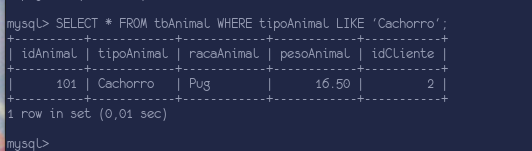 mysql> SELECT * FROM tbAnimal WHERE tipoAnimal LIKE 'Cachorro';
+----------+------------+------------+------------+-----------+
| idAnimal | tipoAnimal | racaAnimal | pesoAnimal | idCliente |
+----------+------------+------------+------------+-----------+
|      101 | Cachorro   | Pug        |      16.50 |         2 |
+----------+------------+------------+------------+-----------+
1 row in set (0,01 sec)
mysql>